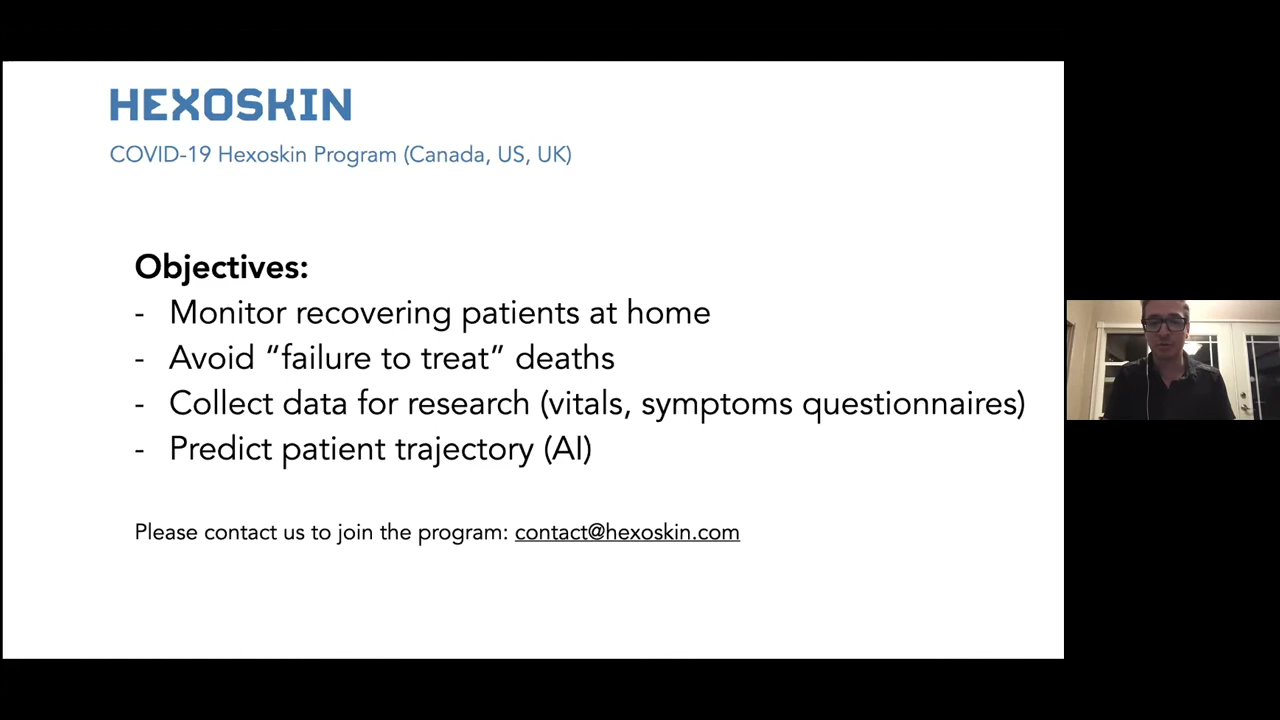 HEXOSKIN
COVID-19 Hexoskin Program (Canada, US, UK)
Objectives:
- Monitor recovering patients at home
- Avoid “failure to treat” deaths
- Collect data for research (vitals, symptoms questionnaires)
- Predict patient trajectory (AI)
Please contact us to join the program: contact@hexoskin.com